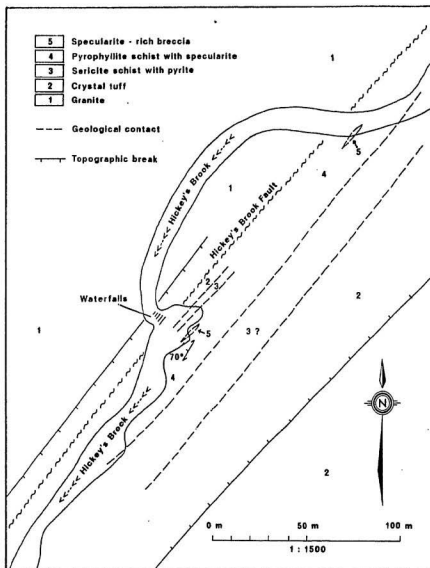 5 Specularite - rich breccia
4 Pyrophyllite schist with specularite
3 Sericite schist with pyrite
2 Crystal tuff
1 Granite
Geological contact
Topographic break
1
5
4
Hickey's Brook
1
Hickey's Brook Fault
2
3
2
Waterfalls
1
5
3 ?
70°
4
Hickey's Brook
2
N
0 m 50 m 100 m
1 : 1500